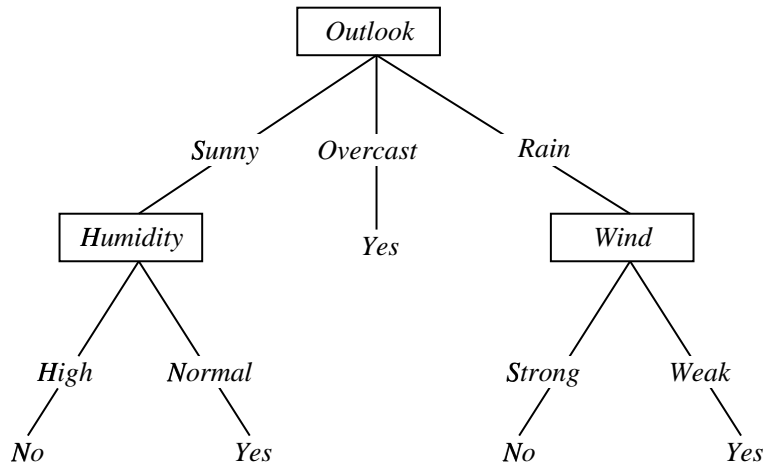 Outlook
Sunny Overcast Rain
Humidity Yes Wind
High Normal Strong Weak
No Yes No Yes